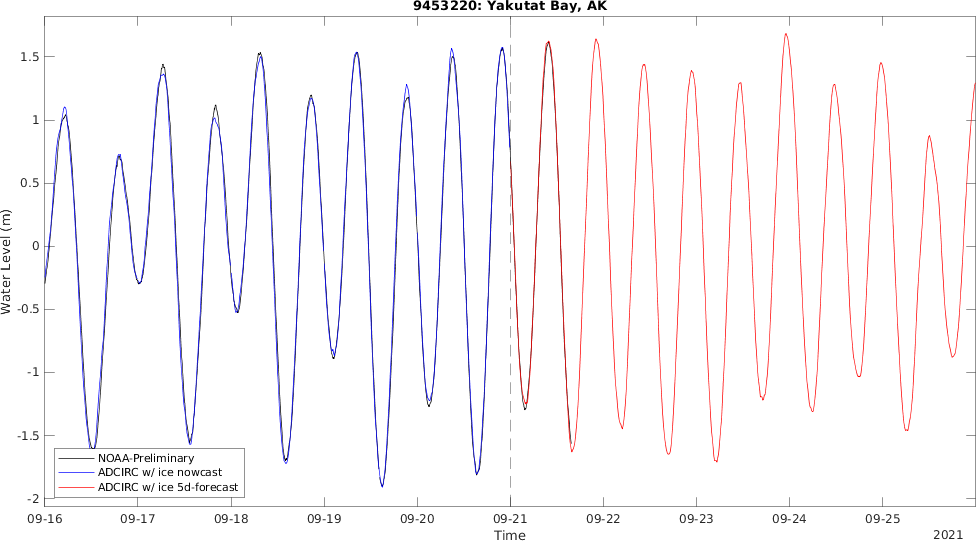 9453220: Yakutat Bay, AK
Water Level (m)
1.5
1
0.5
0
-0.5
-1
-1.5
-2
NOAA-Preliminary
ADCIRC w/ ice nowcast
ADCIRC w/ ice 5d-forecast
09-16 09-17 09-18 09-19 09-20 09-21 09-22 09-23 09-24 09-25
Time
2021